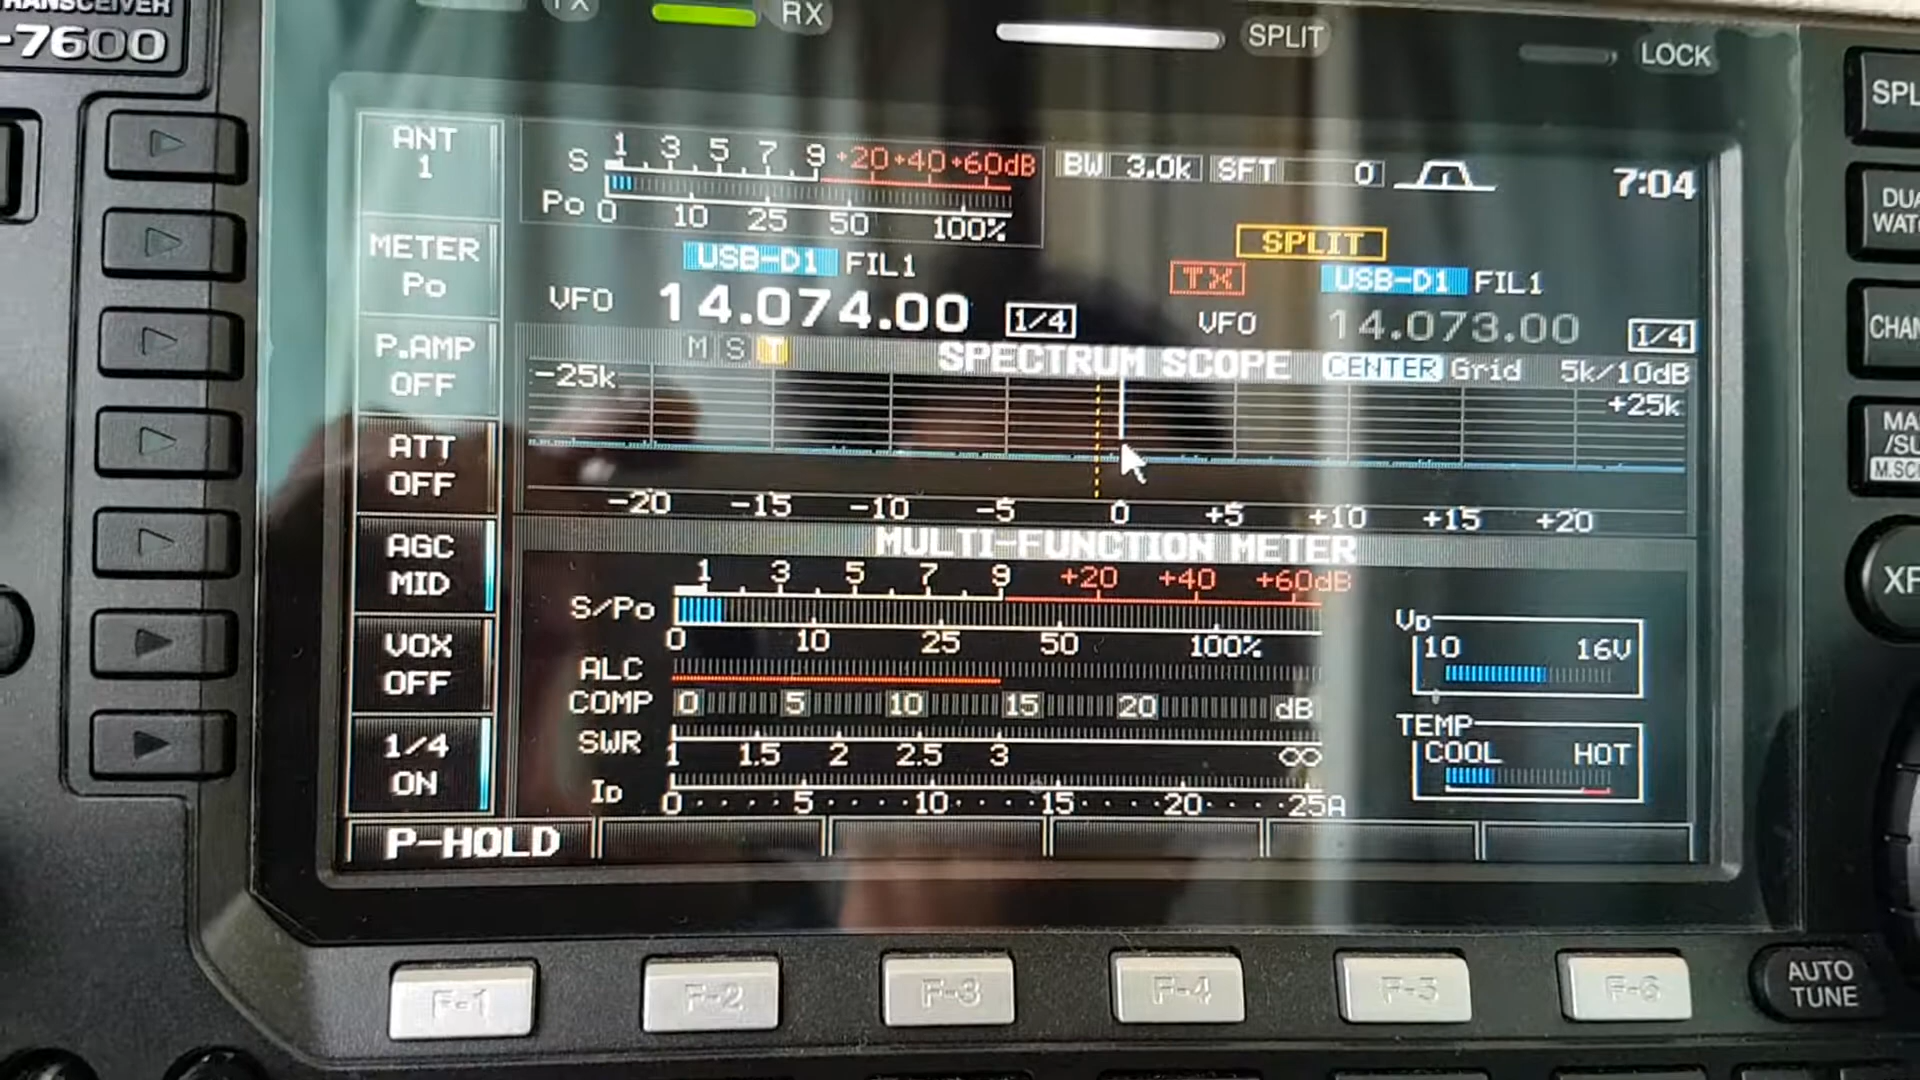 TRANSCEIVER
-7600
TX
RX
SPLIT
LOCK
ANT
1
METER
Po
P.AMP
OFF
ATT
OFF
AGC
MID
VOX
OFF
1/4
ON
S 1 3 5 7 9 +20 +40 +60dB
Po 0 10 25 50 100%
BW 3.0k SFT 0
7:04
SPLIT
USB-D1 FIL1
TX USB-D1 FIL1
VFO 14.074.00 1/4
VFO 14.073.00 1/4
M S T
SPECTRUM SCOPE CENTER Grid 5k/10dB
-25k +25k
-20 -15 -10 -5 0 +5 +10 +15 +20
MULTI-FUNCTION METER
1 3 5 7 9 +20 +40 +60dB
S/Po
0 10 25 50 100%
ALC
COMP 0 5 10 15 20 dB
SWR
1 1.5 2 2.5 3 ∞
ID 0 5 10 15 20 25A
VD
10 16V
TEMP
COOL HOT
P-HOLD
F-1 F-2 F-3 F-4 F-5 F-6
AUTO
TUNE
SPL
DUA
WAT
CHAN
MA
/SU
M.SC
XF